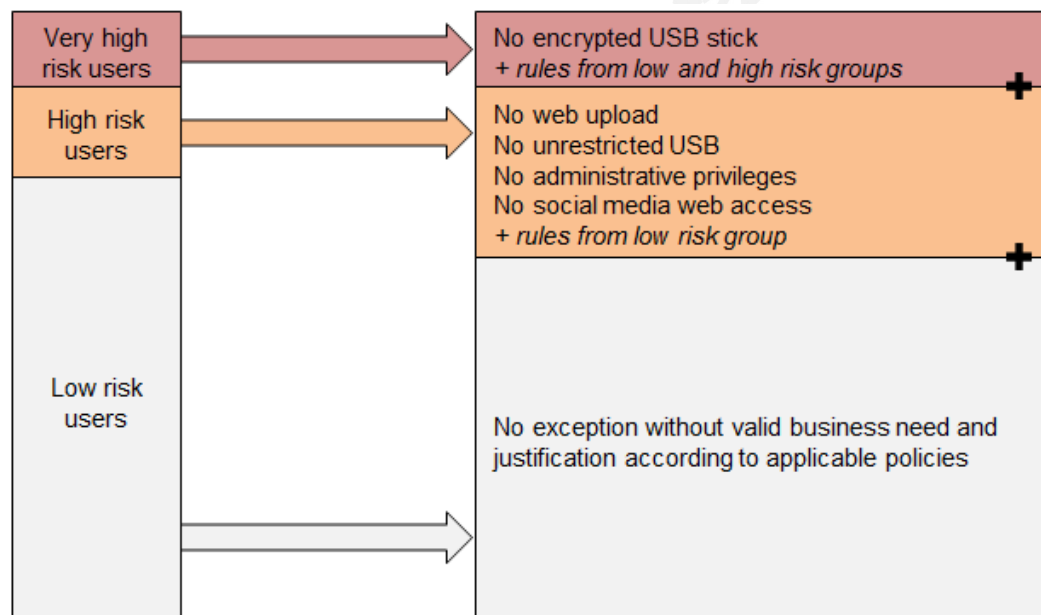 Very high
risk users
No encrypted USB stick
+ rules from low and high risk groups
High risk
users
No web upload
No unrestricted USB
No administrative privileges
No social media web access
+ rules from low risk group
Low risk
users
No exception without valid business need and
justification according to applicable policies